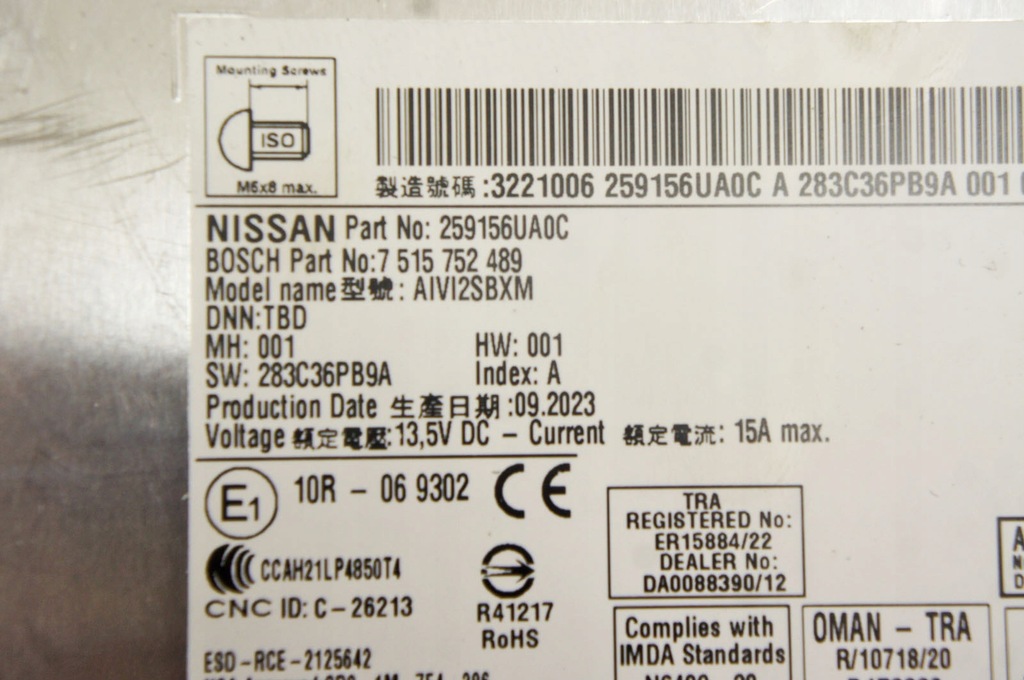 Mounting Screws
ISO
M5x8 max.
製造號碼:3221006 259156UA0C A 283C36PB9A 001
NISSAN Part No: 259156UA0C
BOSCH Part No:7 515 752 489
Model name型號: AIVI2SBXM
DNN:TBD
MH: 001 HW: 001
SW: 283C36PB9A Index: A
Production Date 生產日期:09.2023
Voltage 額定電壓:13,5V DC - Current 額定電流: 15A max.
E1 10R - 06 9302 CE
TRA
REGISTERED No:
ER15884/22
DEALER No:
DA0088390/12
CCAH21LP4850T4
CNC ID: C-26213
R41217
RoHS
Complies with
IMDA Standards
OMAN - TRA
R/10718/20
ESD-RCE-2125642